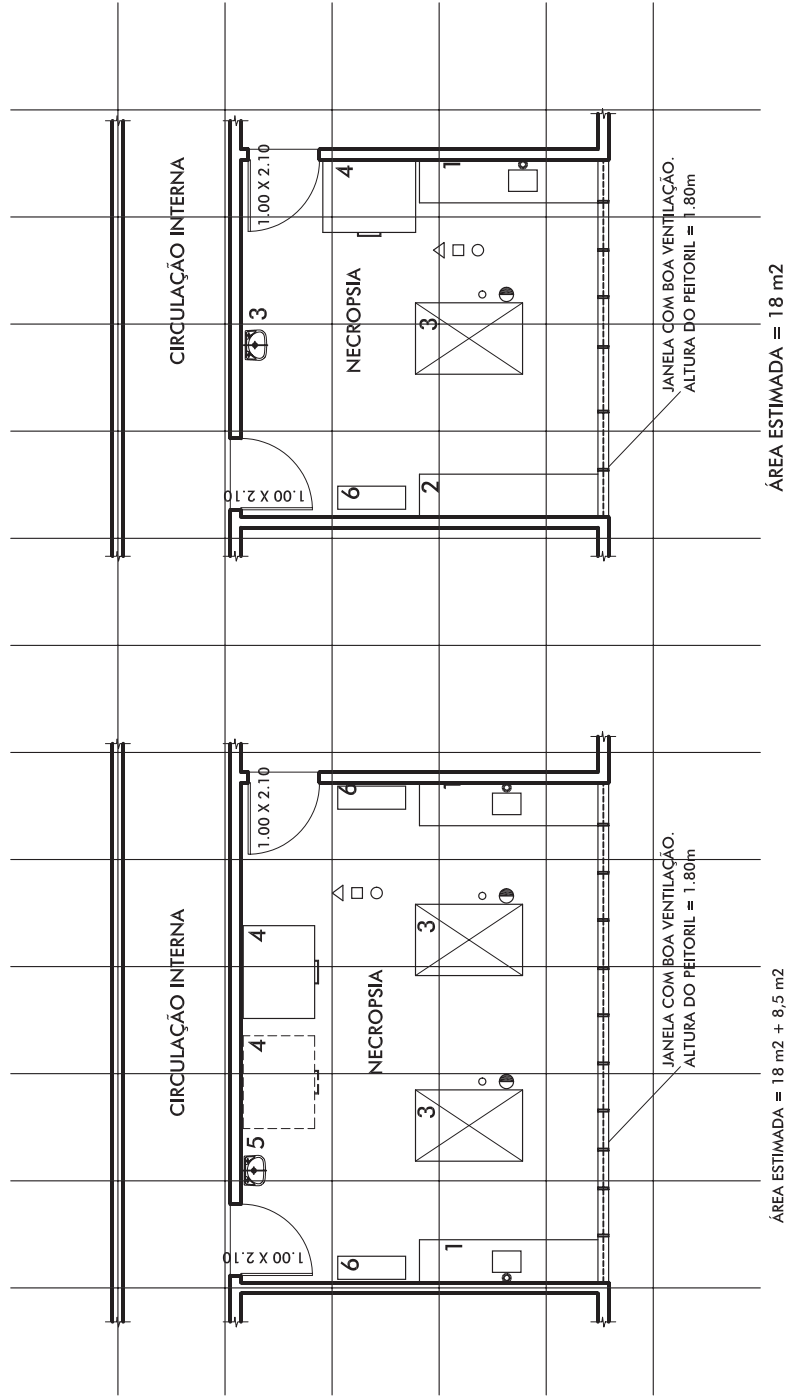 CIRCULAÇÃO INTERNA
1.00 X 2.10
5
4
4
1.00 X 2.10
6
6
NECROPSIA
3
3
1
1
JANELA COM BOA VENTILAÇÃO.
ALTURA DO PEITORIL = 1.80m
ÁREA ESTIMADA = 18 m2 + 8,5 m2
CIRCULAÇÃO INTERNA
1.00 X 2.10
3
1.00 X 2.10
6
4
NECROPSIA
2
3
1
JANELA COM BOA VENTILAÇÃO.
ALTURA DO PEITORIL = 1.80m
ÁREA ESTIMADA = 18 m2